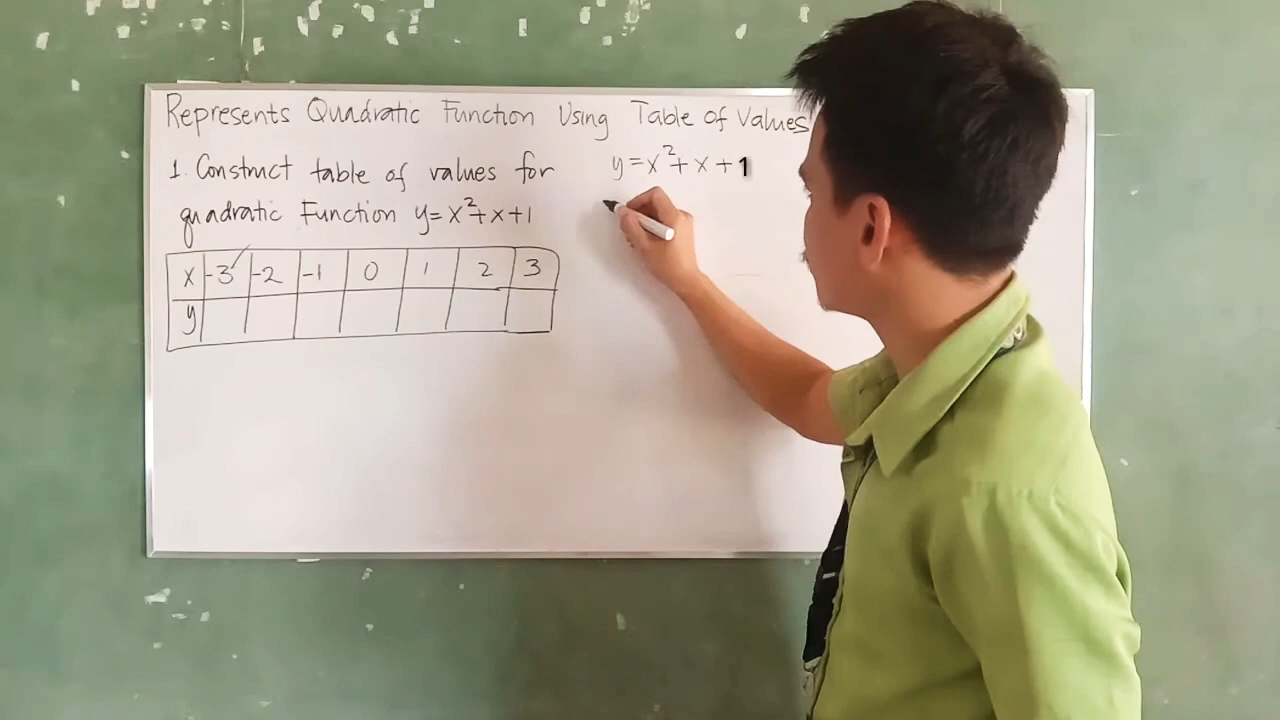 Represents Quadratic Function Using Table of Values
1. Construct table of values for
quadratic Function y=x²+x+1
x -3 -2 -1 0 1 2 3
y
y=x²+x+1